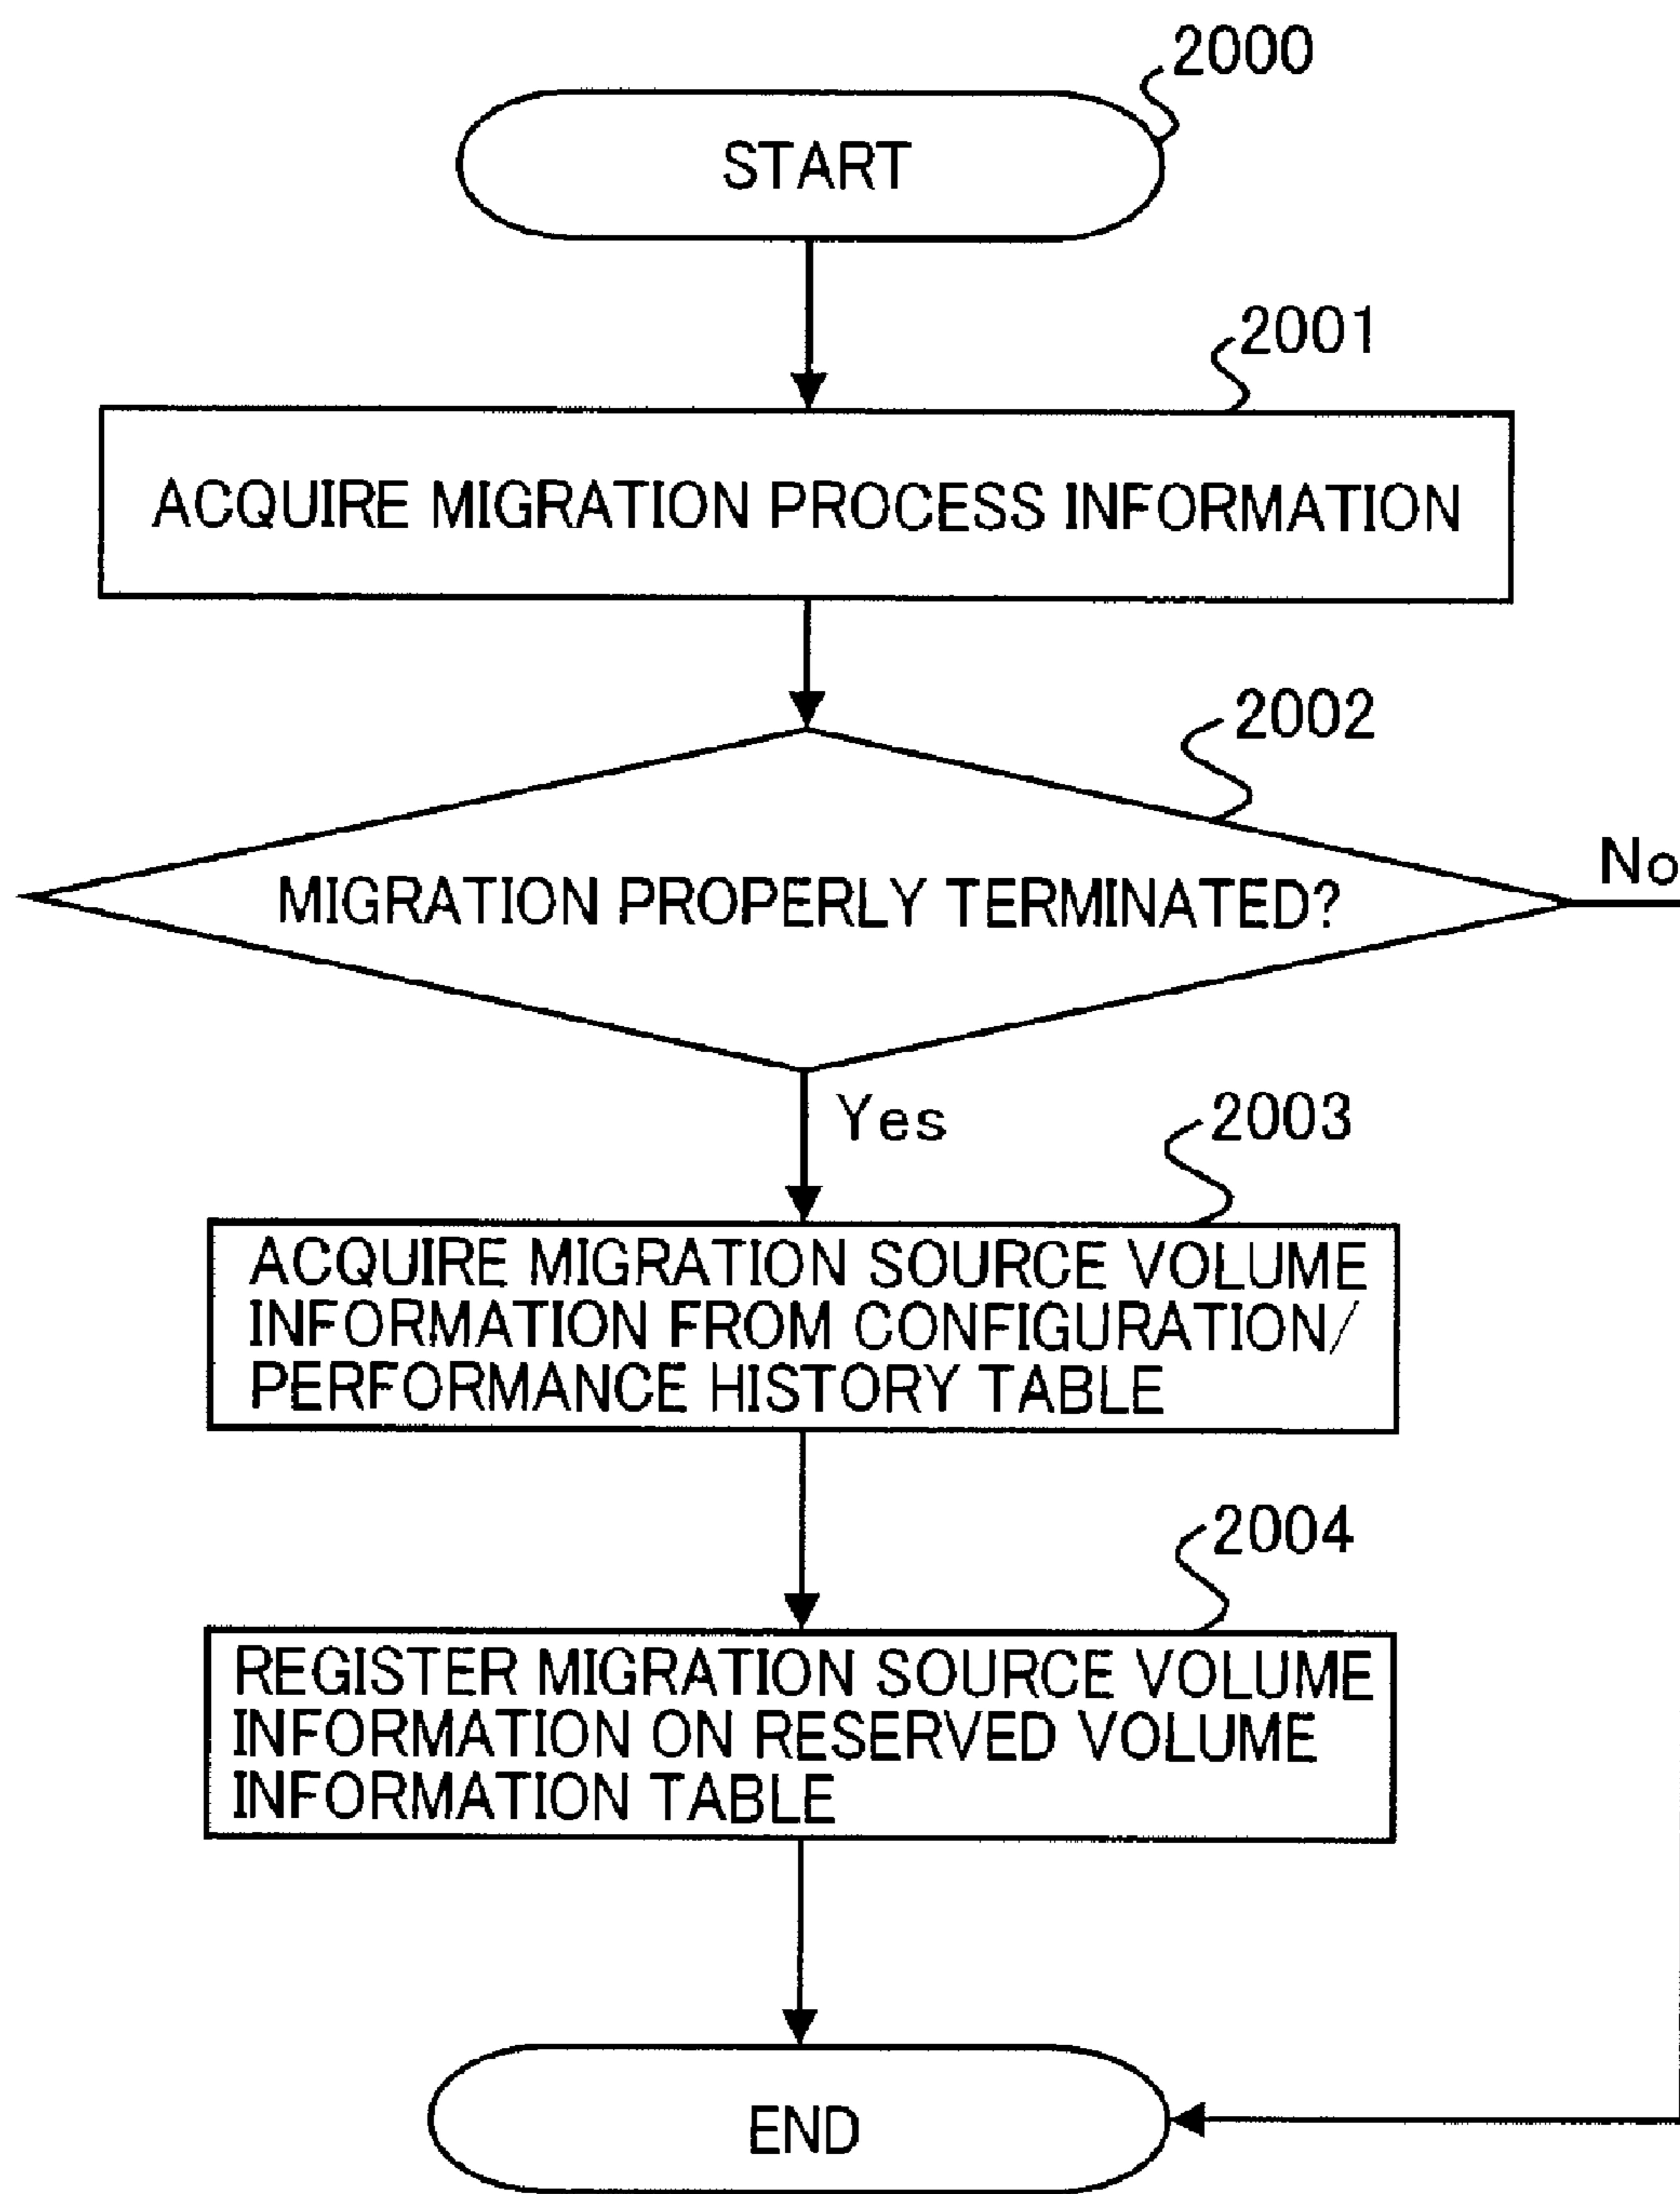 2000
START
2001
ACQUIRE MIGRATION PROCESS INFORMATION
2002
No
MIGRATION PROPERLY TERMINATED?
Yes
2003
ACQUIRE MIGRATION SOURCE VOLUME
INFORMATION FROM CONFIGURATION/
PERFORMANCE HISTORY TABLE
2004
REGISTER MIGRATION SOURCE VOLUME
INFORMATION ON RESERVED VOLUME
INFORMATION TABLE
END